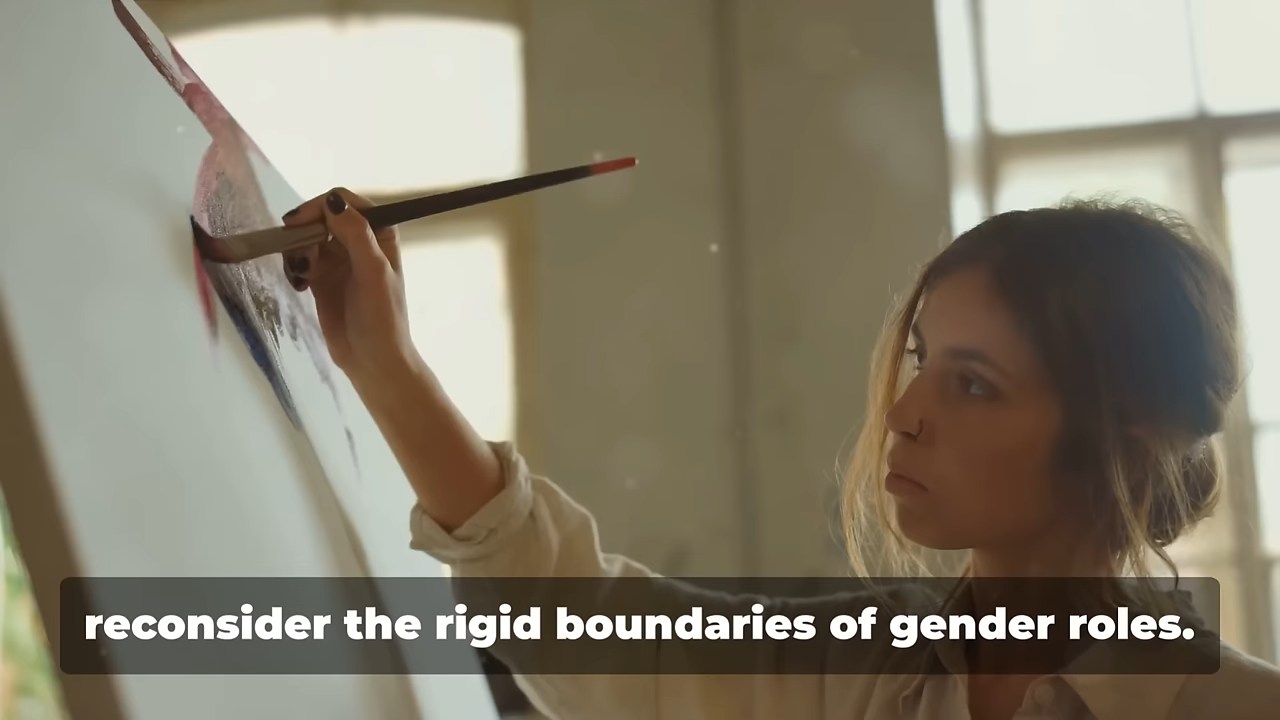 reconsider the rigid boundaries of gender roles.